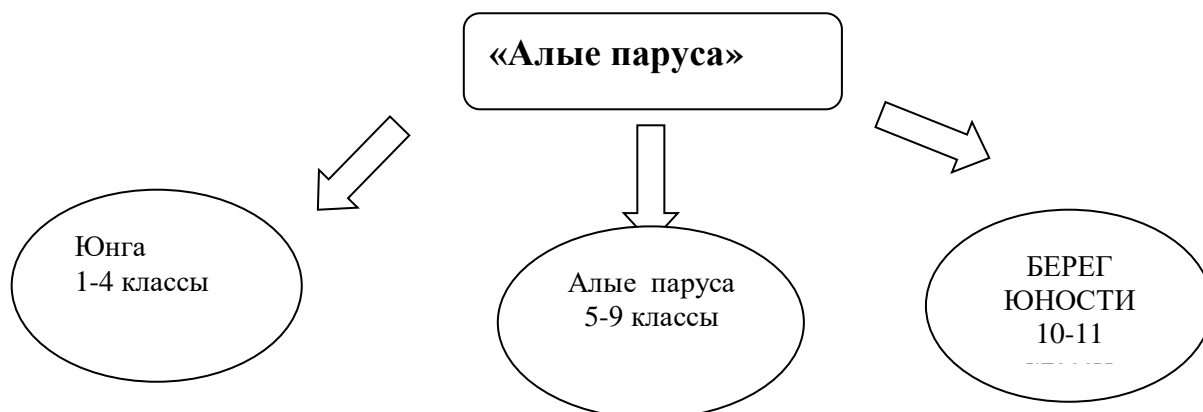 «Алые паруса»
Юнга
1-4 классы
Алые паруса
5-9 классы
БЕРЕГ
ЮНОСТИ
10-11